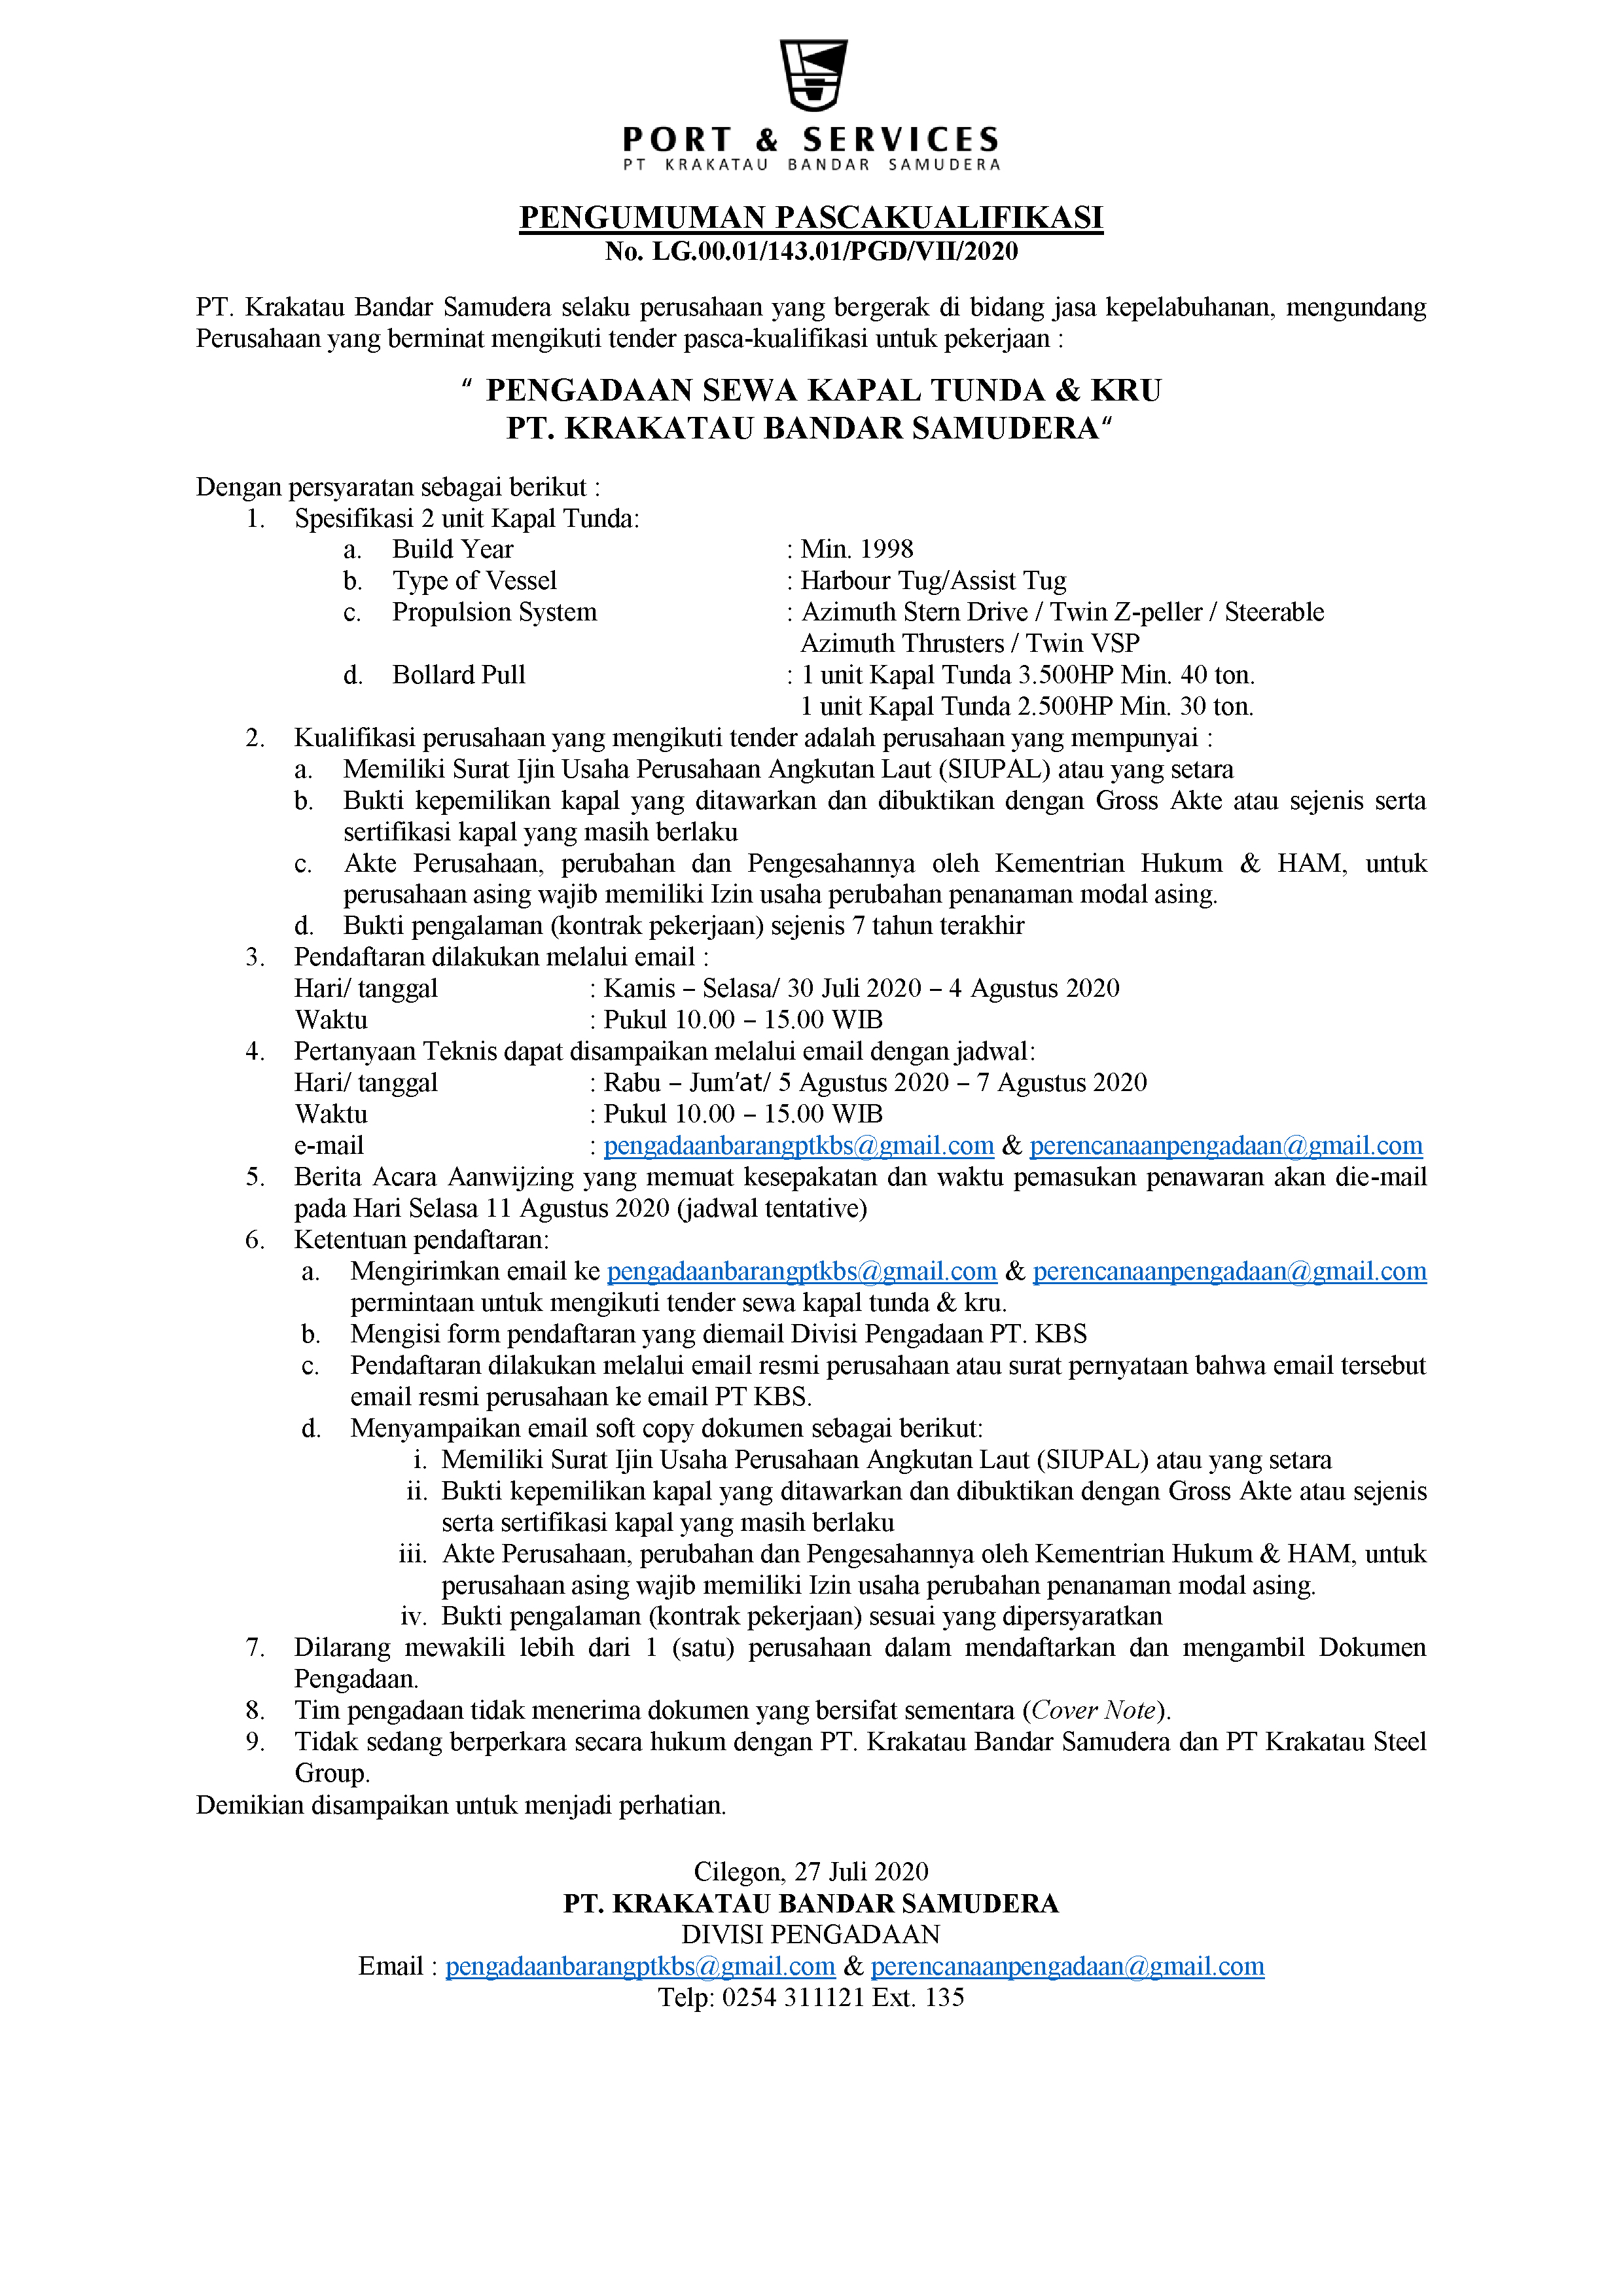 PORT & SERVICES
PT KRAKATAU BANDAR SAMUDERA
PENGUMUMAN PASCAKUALIFIKASI
No. LG.00.01/143.01/PGD/VII/2020
PT. Krakatau Bandar Samudera selaku perusahaan yang bergerak di bidang jasa kepelabuhanan, mengundang
Perusahaan yang berminat mengikuti tender pasca-kualifikasi untuk pekerjaan :
“ PENGADAAN SEWA KAPAL TUNDA & KRU
PT. KRAKATAU BANDAR SAMUDERA“
Dengan persyaratan sebagai berikut :
1. Spesifikasi 2 unit Kapal Tunda:
a. Build Year : Min. 1998
b. Type of Vessel : Harbour Tug/Assist Tug
c. Propulsion System : Azimuth Stern Drive / Twin Z-peller / Steerable
Azimuth Thrusters / Twin VSP
d. Bollard Pull : 1 unit Kapal Tunda 3.500HP Min. 40 ton.
1 unit Kapal Tunda 2.500HP Min. 30 ton.
2. Kualifikasi perusahaan yang mengikuti tender adalah perusahaan yang mempunyai :
a. Memiliki Surat Ijin Usaha Perusahaan Angkutan Laut (SIUPAL) atau yang setara
b. Bukti kepemilikan kapal yang ditawarkan dan dibuktikan dengan Gross Akte atau sejenis serta
sertifikasi kapal yang masih berlaku
c. Akte Perusahaan, perubahan dan Pengesahannya oleh Kementrian Hukum & HAM, untuk
perusahaan asing wajib memiliki Izin usaha perubahan penanaman modal asing.
d. Bukti pengalaman (kontrak pekerjaan) sejenis 7 tahun terakhir
3. Pendaftaran dilakukan melalui email :
Hari/ tanggal : Kamis – Selasa/ 30 Juli 2020 – 4 Agustus 2020
Waktu : Pukul 10.00 – 15.00 WIB
4. Pertanyaan Teknis dapat disampaikan melalui email dengan jadwal:
Hari/ tanggal : Rabu – Jum’at/ 5 Agustus 2020 – 7 Agustus 2020
Waktu : Pukul 10.00 – 15.00 WIB
e-mail : pengadaanbarangptkbs@gmail.com & perencanaanpengadaan@gmail.com
5. Berita Acara Aanwijzing yang memuat kesepakatan dan waktu pemasukan penawaran akan die-mail
pada Hari Selasa 11 Agustus 2020 (jadwal tentative)
6. Ketentuan pendaftaran:
a. Mengirimkan email ke pengadaanbarangptkbs@gmail.com & perencanaanpengadaan@gmail.com
permintaan untuk mengikuti tender sewa kapal tunda & kru.
b. Mengisi form pendaftaran yang diemail Divisi Pengadaan PT. KBS
c. Pendaftaran dilakukan melalui email resmi perusahaan atau surat pernyataan bahwa email tersebut
email resmi perusahaan ke email PT KBS.
d. Menyampaikan email soft copy dokumen sebagai berikut:
i. Memiliki Surat Ijin Usaha Perusahaan Angkutan Laut (SIUPAL) atau yang setara
ii. Bukti kepemilikan kapal yang ditawarkan dan dibuktikan dengan Gross Akte atau sejenis
serta sertifikasi kapal yang masih berlaku
iii. Akte Perusahaan, perubahan dan Pengesahannya oleh Kementrian Hukum & HAM, untuk
perusahaan asing wajib memiliki Izin usaha perubahan penanaman modal asing.
iv. Bukti pengalaman (kontrak pekerjaan) sesuai yang dipersyaratkan
7. Dilarang mewakili lebih dari 1 (satu) perusahaan dalam mendaftarkan dan mengambil Dokumen
Pengadaan.
8. Tim pengadaan tidak menerima dokumen yang bersifat sementara (Cover Note).
9. Tidak sedang berperkara secara hukum dengan PT. Krakatau Bandar Samudera dan PT Krakatau Steel
Group.
Demikian disampaikan untuk menjadi perhatian.
Cilegon, 27 Juli 2020
PT. KRAKATAU BANDAR SAMUDERA
DIVISI PENGADAAN
Email : pengadaanbarangptkbs@gmail.com & perencanaanpengadaan@gmail.com
Telp: 0254 311121 Ext. 135